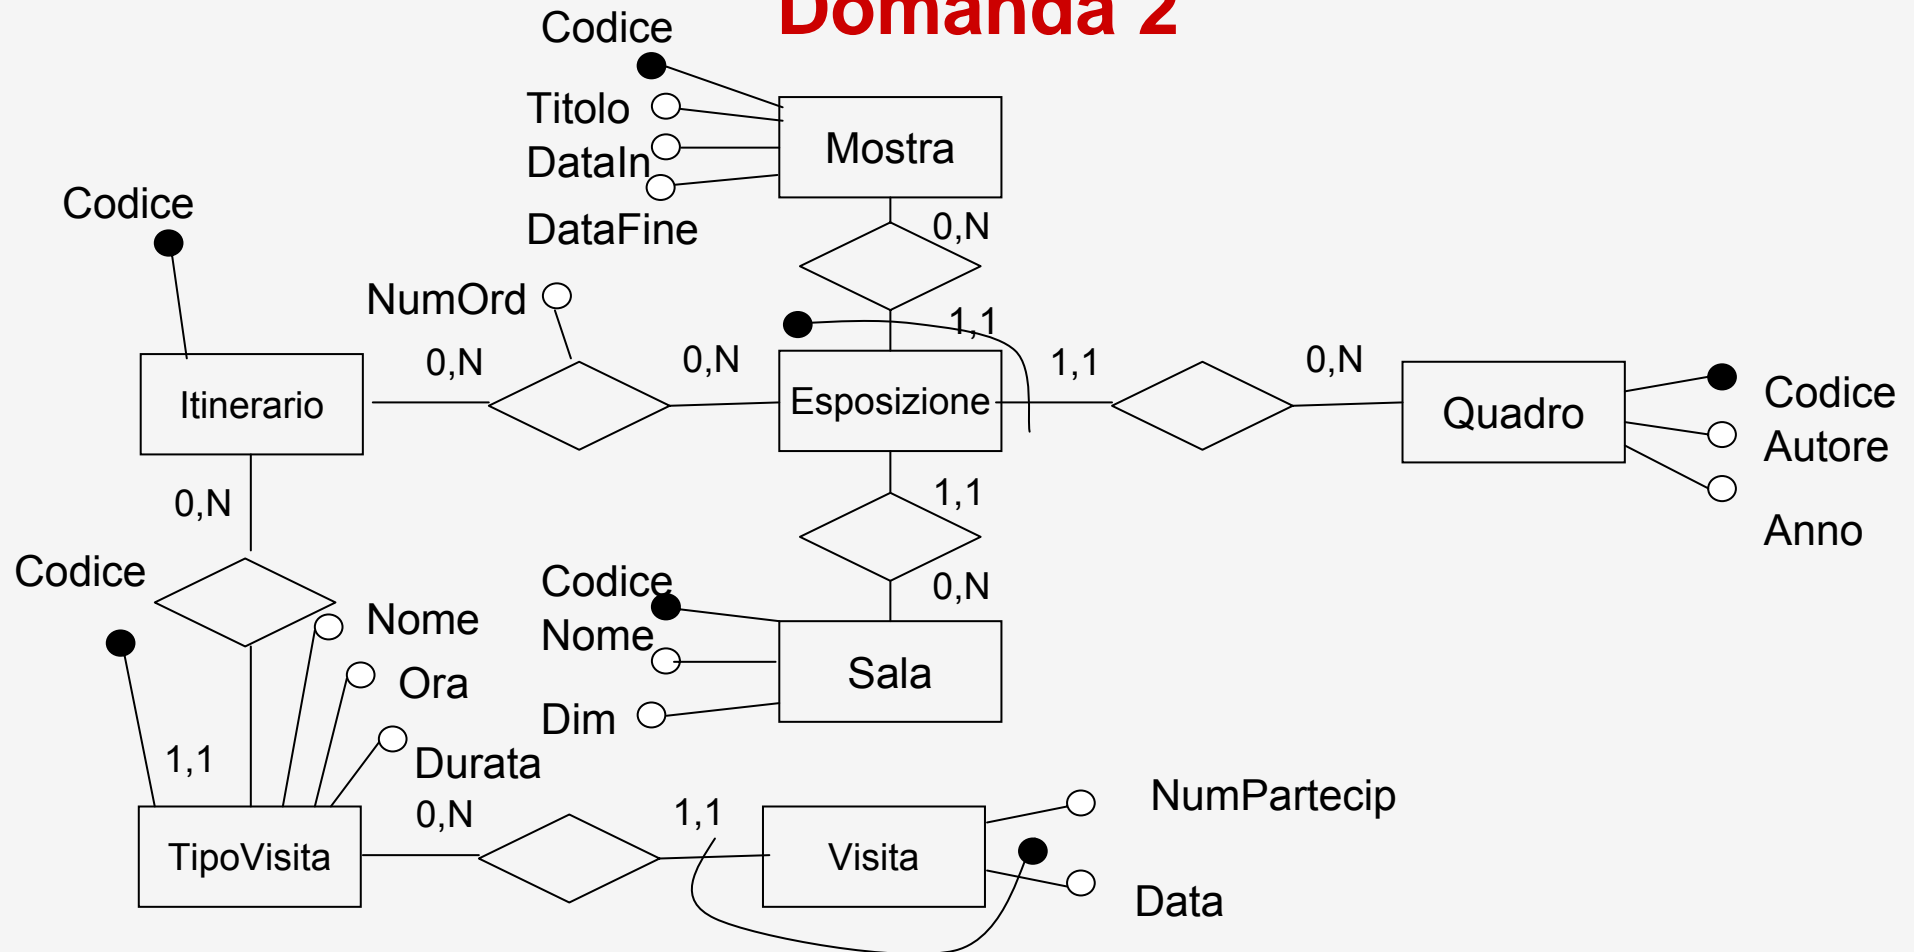 Domanda 2
Codice
Titolo
DataIn
DataFine
Mostra
0,N
Codice
NumOrd
1,1
0,N
0,N
1,1
0,N
Itinerario
Esposizione
Quadro
Codice
Autore
Anno
0,N
1,1
Codice
Nome
Ora
Durata
1,1
Codice
Nome
Dim
0,N
Sala
0,N
1,1
TipoVisita
Visita
NumPartecip
Data